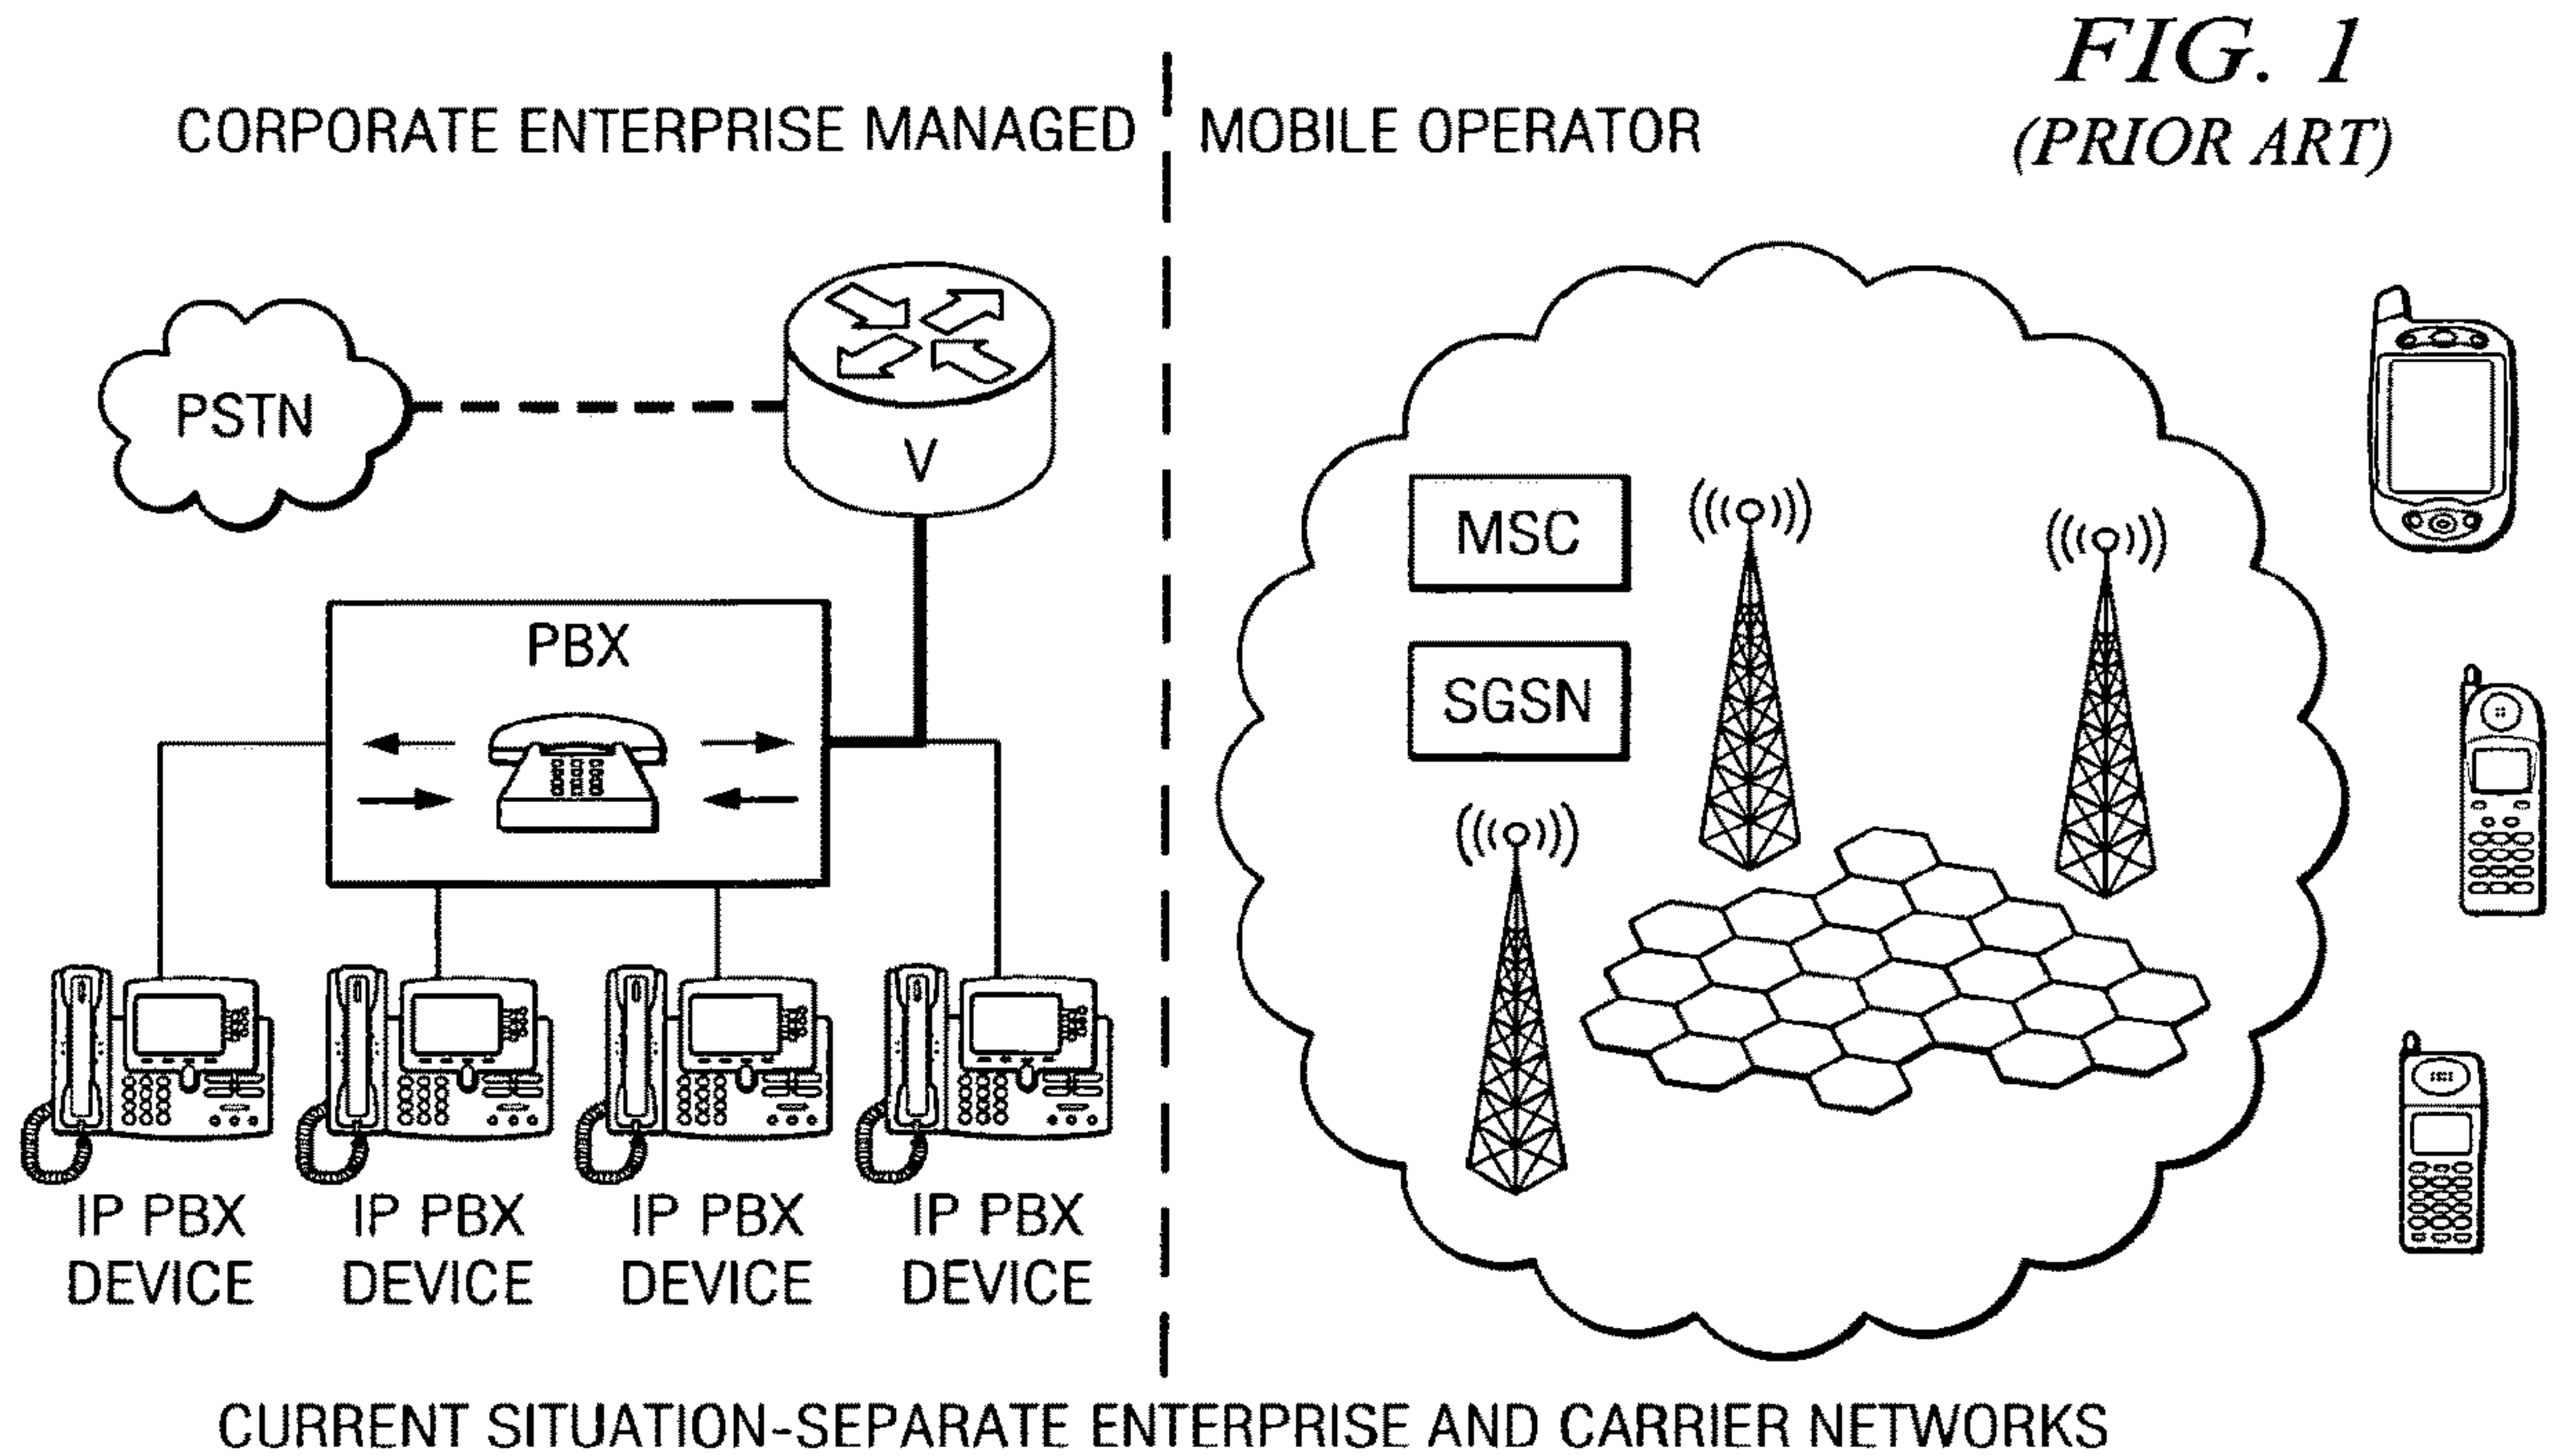 FIG. 1
(PRIOR ART)
CORPORATE ENTERPRISE MANAGED
MOBILE OPERATOR
PSTN
V
MSC
SGSN
PBX
IP PBX
DEVICE
IP PBX
DEVICE
IP PBX
DEVICE
IP PBX
DEVICE
CURRENT SITUATION-SEPARATE ENTERPRISE AND CARRIER NETWORKS